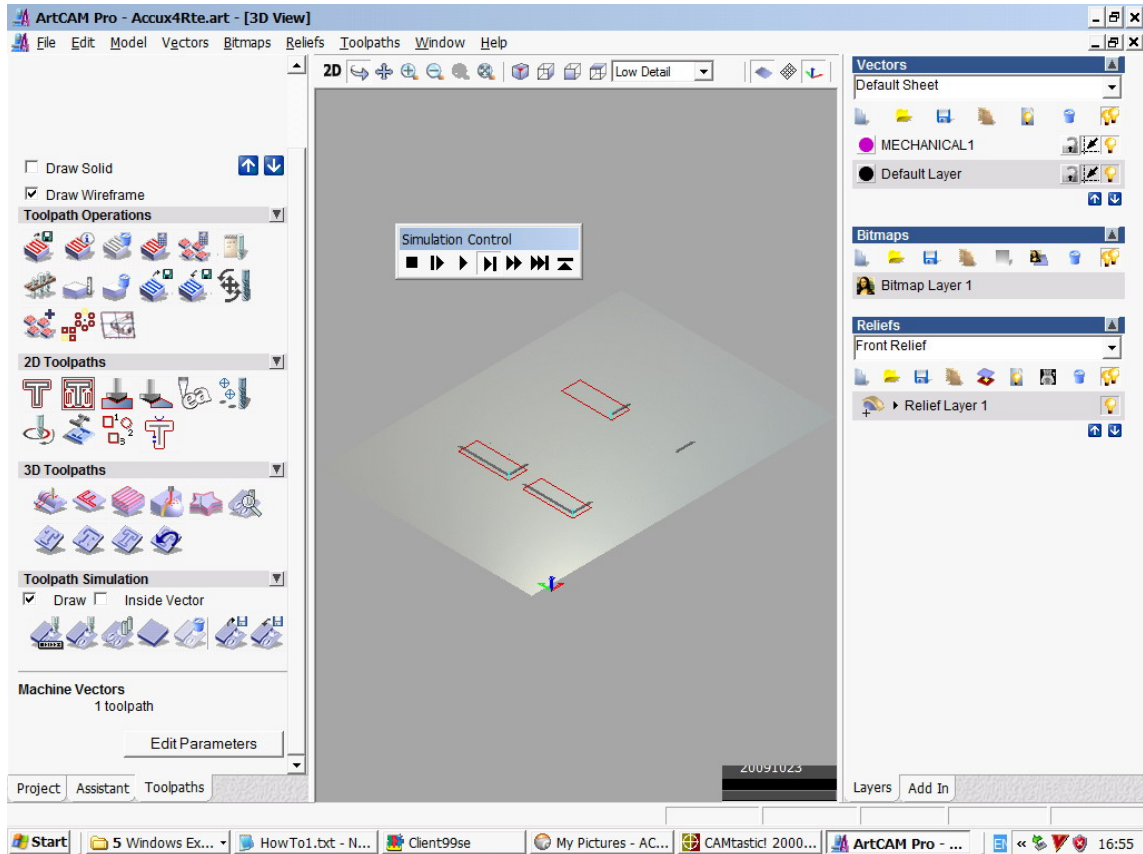 ArtCAM Pro - Accux4Rte.art - [3D View]
File Edit Model Vectors Bitmaps Reliefs Toolpaths Window Help
2D
Low Detail
Draw Solid
Draw Wireframe
Toolpath Operations
2D Toolpaths
3D Toolpaths
Toolpath Simulation
Draw Inside Vector
Machine Vectors
1 toolpath
Edit Parameters
Project Assistant Toolpaths
Simulation Control
20091023
Vectors
Default Sheet
MECHANICAL1
Default Layer
Bitmaps
Bitmap Layer 1
Reliefs
Front Relief
Relief Layer 1
Layers Add In
Start 5 Windows Ex... HowTo1.txt - N... Client99se My Pictures - AC... CAMtastic! 2000... ArtCAM Pro - ... EN « 16:55